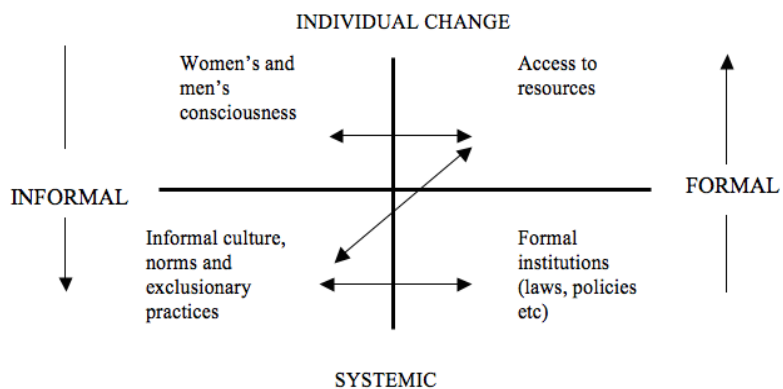 INDIVIDUAL CHANGE
Women’s and
men’s
consciousness
Access to
resources
INFORMAL
FORMAL
Informal culture,
norms and
exclusionary
practices
Formal
institutions
(laws, policies
etc)
SYSTEMIC